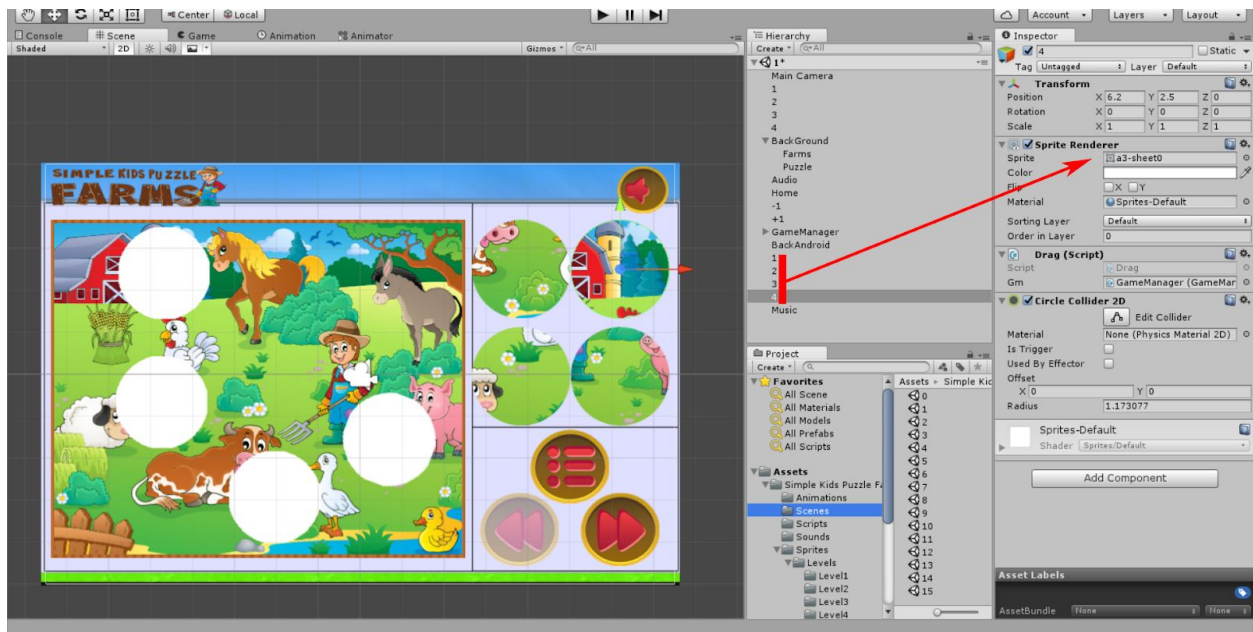 Center Local
Account Layers Layout
Console Scene Game Animation Animator
Shaded 2D Gizmos All
SIMPLE KIDS PUZZLE
FARMS
Hierarchy
Create All
1*
Main Camera
1
2
3
4
BackGround
Farms
Puzzle
Audio
Home
-1
+1
GameManager
BackAndroid
1
2
3
4
Music
Project
Create
Favorites
All Scene
All Materials
All Models
All Prefabs
All Scripts
Assets
Simple Kids Puzzle Fa
Animations
Scenes
Scripts
Sounds
Sprites
Levels
Level1
Level2
Level3
Level4
Assets Simple Kid
0
1
2
3
4
5
6
7
8
9
10
11
12
13
14
15
Inspector
4 Static
Tag Untagged Layer Default
Transform
Position X 6.2 Y 2.5 Z 0
Rotation X 0 Y 0 Z 0
Scale X 1 Y 1 Z 1
Sprite Renderer
Sprite a3-sheet0
Color
Flip X Y
Material Sprites-Default
Sorting Layer Default
Order in Layer 0
Drag (Script)
Script Drag
Gm GameManager (GameMar
Circle Collider 2D
Edit Collider
Material None (Physics Material 2D)
Is Trigger
Used By Effector
Offset
X 0 Y 0
Radius 1.173077
Sprites-Default
Shader Sprites/Default
Add Component
Asset Labels
AssetBundle None None